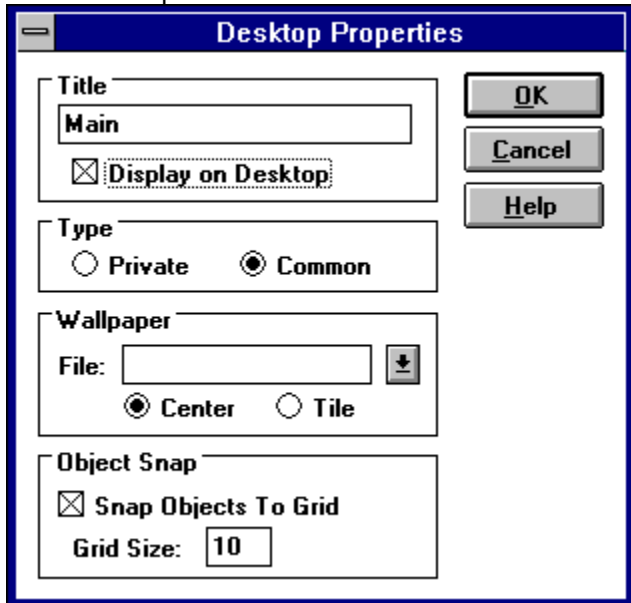 Desktop Properties
Title
Main
Display on Desktop
Type
Private Common
Wallpaper
File:
Center Tile
Object Snap
Snap Objects To Grid
Grid Size: 10
OK
Cancel
Help